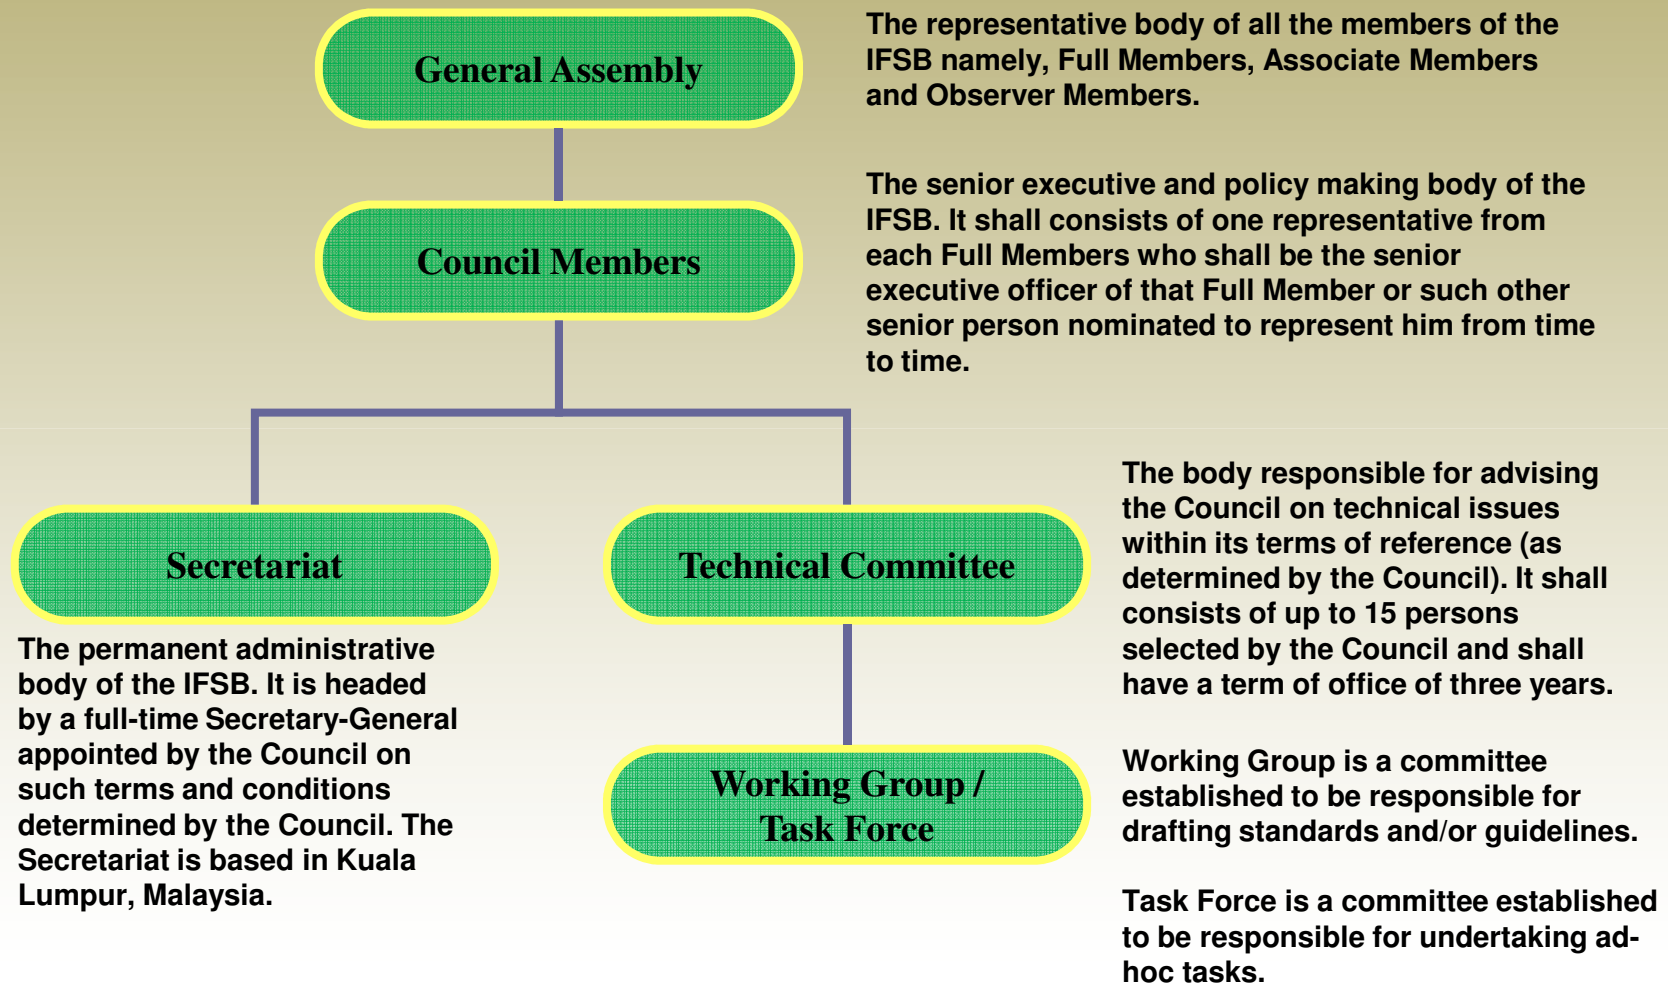 General Assembly
The representative body of all the members of the
IFSB namely, Full Members, Associate Members
and Observer Members.
Council Members
The senior executive and policy making body of the
IFSB. It shall consists of one representative from
each Full Members who shall be the senior
executive officer of that Full Member or such other
senior person nominated to represent him from time
to time.
Secretariat
The permanent administrative
body of the IFSB. It is headed
by a full-time Secretary-General
appointed by the Council on
such terms and conditions
determined by the Council. The
Secretariat is based in Kuala
Lumpur, Malaysia.
Technical Committee
The body responsible for advising
the Council on technical issues
within its terms of reference (as
determined by the Council). It shall
consists of up to 15 persons
selected by the Council and shall
have a term of office of three years.
Working Group /
Task Force
Working Group is a committee
established to be responsible for
drafting standards and/or guidelines.
Task Force is a committee established
to be responsible for undertaking ad-
hoc tasks.